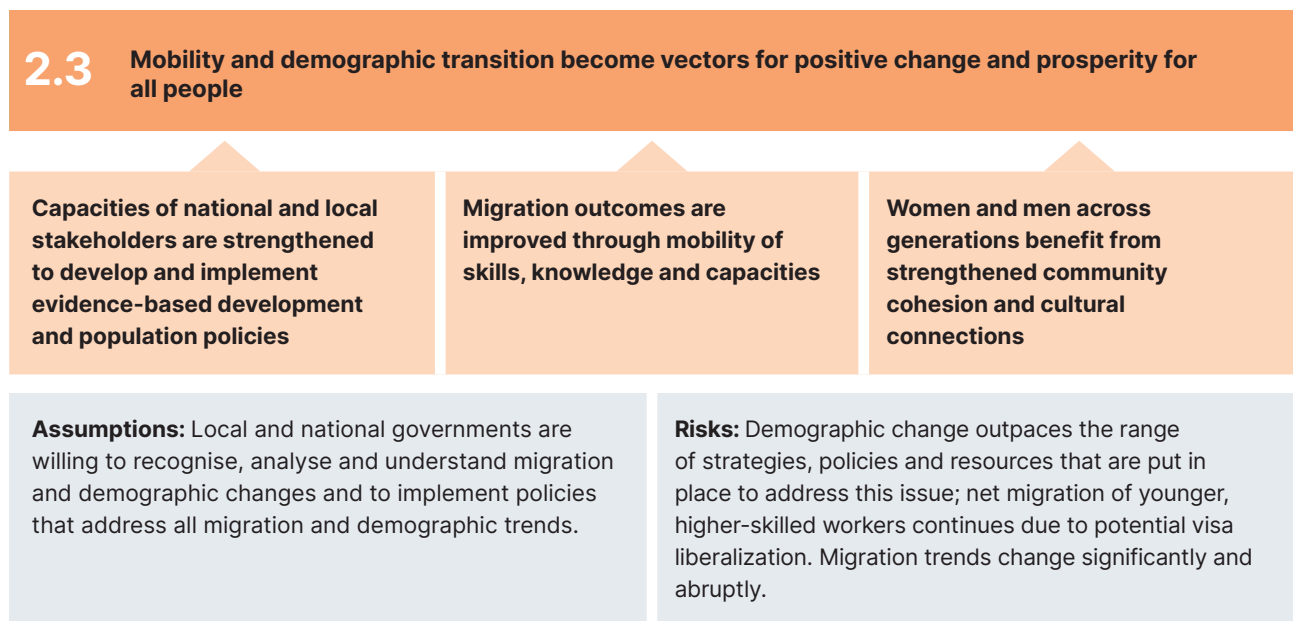 2.3
Mobility and demographic transition become vectors for positive change and prosperity for
all people
Capacities of national and local
stakeholders are strengthened
to develop and implement
evidence-based development
and population policies
Migration outcomes are
improved through mobility of
skills, knowledge and capacities
Women and men across
generations benefit from
strengthened community
cohesion and cultural
connections
Assumptions: Local and national governments are
willing to recognise, analyse and understand migration
and demographic changes and to implement policies
that address all migration and demographic trends.
Risks: Demographic change outpaces the range
of strategies, policies and resources that are put in
place to address this issue; net migration of younger,
higher-skilled workers continues due to potential visa
liberalization. Migration trends change significantly and
abruptly.